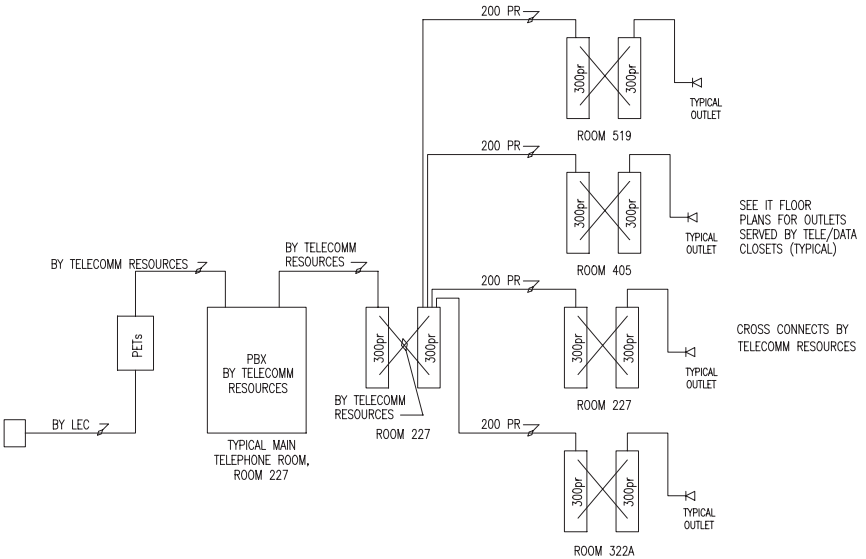 200 PR
300pr
300pr
TYPICAL
OUTLET
ROOM 519
200 PR
300pr
300pr
TYPICAL
OUTLET
ROOM 405
SEE IT FLOOR
PLANS FOR OUTLETS
SERVED BY TELE/DATA
CLOSETS (TYPICAL)
BY TELECOMM RESOURCES
BY TELECOMM
RESOURCES
PETs
PBX
BY TELECOMM
RESOURCES
300pr
300pr
BY TELECOMM
RESOURCES
ROOM 227
200 PR
300pr
300pr
TYPICAL
OUTLET
ROOM 227
CROSS CONNECTS BY
TELECOMM RESOURCES
BY LEC
TYPICAL MAIN
TELEPHONE ROOM,
ROOM 227
200 PR
300pr
300pr
TYPICAL
OUTLET
ROOM 322A